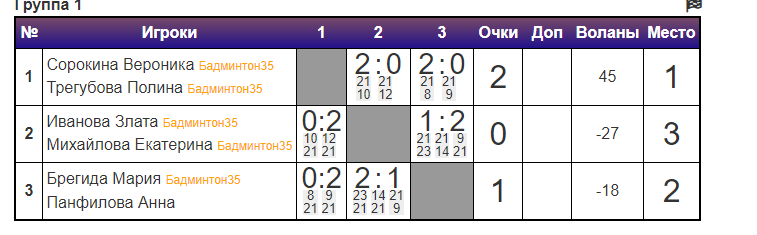 Группа 1
№ Игроки 1 2 3 Очки Доп Воланы Место
1 Сорокина Вероника Бадминтон35 2:0 2:0 2 45 1
Трегубова Полина Бадминтон35 21 21 21 21
10 12 8 9
2 Иванова Злата Бадминтон35 0:2 1:2 0 -27 3
10 12 21 21 9
Михайлова Екатерина Бадминтон35 21 21 23 14 21
3 Брегида Мария Бадминтон35 0:2 2:1 1 -18 2
8 9 23 14 21
Панфилова Анна 21 21 21 21 9